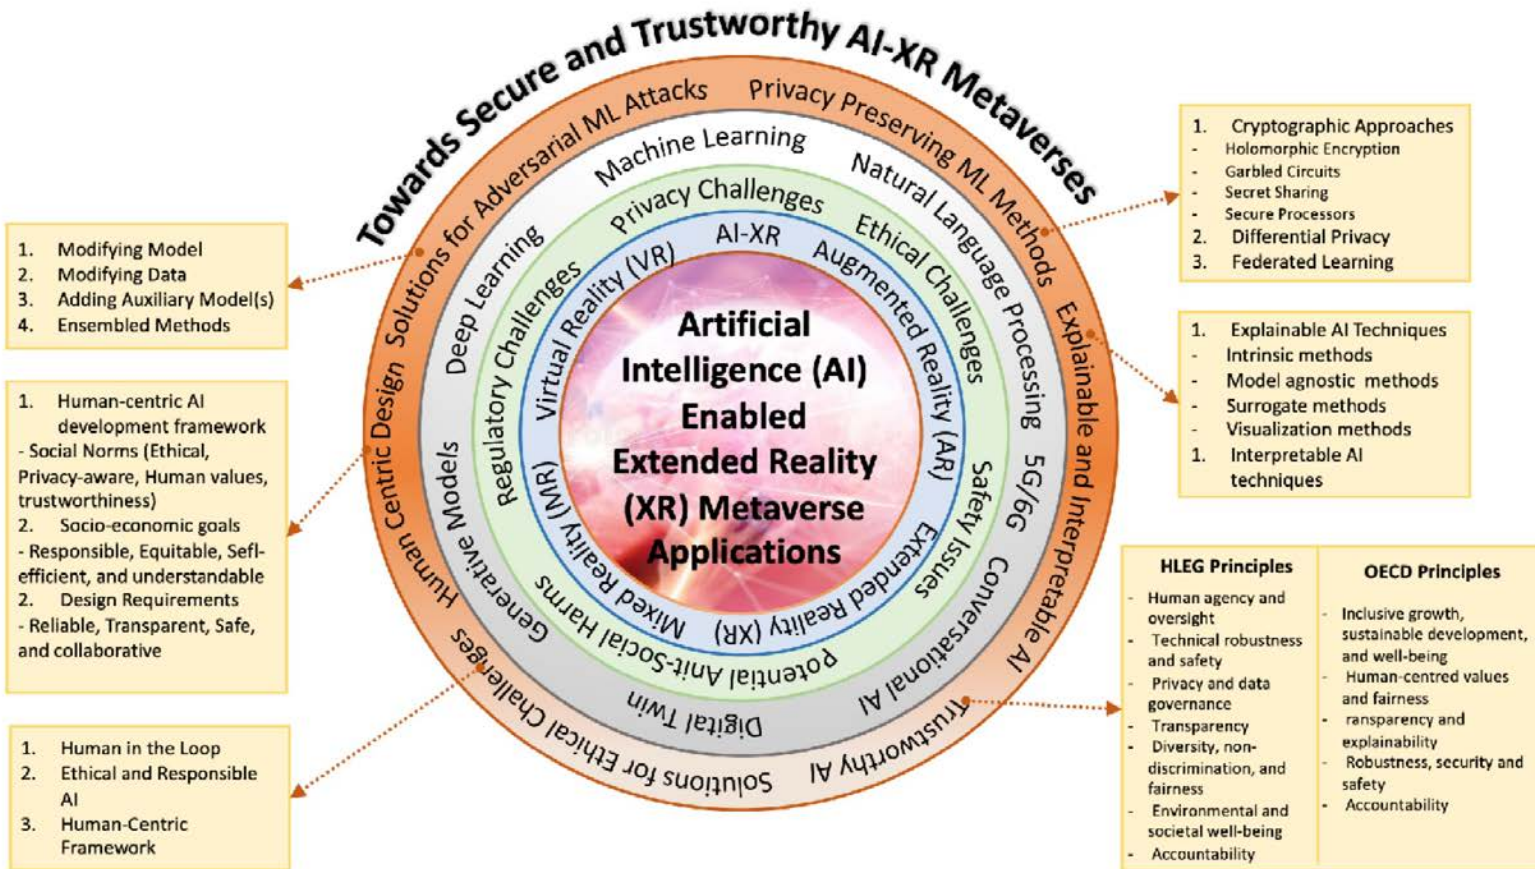 Towards Secure and Trustworthy AI-XR Metaverses
Solutions for Adversarial ML Attacks
Privacy Preserving ML Methods
Explainable and Interpretable AI
Trustworthy AI
Solutions for Ethical Challenges
Human Centric Design
Machine Learning
Natural Language Processing
5G/6G
Conversational AI
Digital Twin
Generative Models
Deep Learning
Privacy Challenges
Ethical Challenges
Safety Issues
Potential Anit-Social Harms
Regulatory Challenges
AI-XR
Augmented Reality (AR)
Extended Reality (XR)
Mixed Reality (MR)
Virtual Reality (VR)
Artificial
Intelligence (AI)
Enabled
Extended Reality
(XR) Metaverse
Applications
1. Modifying Model
2. Modifying Data
3. Adding Auxiliary Model(s)
4. Ensembled Methods
1. Human-centric AI
development framework
- Social Norms (Ethical,
Privacy-aware, Human values,
trustworthiness)
2. Socio-economic goals
- Responsible, Equitable, Sefl-
efficient, and understandable
2. Design Requirements
- Reliable, Transparent, Safe,
and collaborative
1. Human in the Loop
2. Ethical and Responsible
AI
3. Human-Centric
Framework
1. Cryptographic Approaches
- Holomorphic Encryption
- Garbled Circuits
- Secret Sharing
- Secure Processors
2. Differential Privacy
3. Federated Learning
1. Explainable AI Techniques
- Intrinsic methods
- Model agnostic methods
- Surrogate methods
- Visualization methods
1. Interpretable AI
techniques
HLEG Principles
- Human agency and
oversight
- Technical robustness
and safety
- Privacy and data
governance
- Transparency
- Diversity, non-
discrimination, and
fairness
- Environmental and
societal well-being
- Accountability
OECD Principles
- Inclusive growth,
sustainable development,
and well-being
- Human-centred values
and fairness
- ransparency and
explainability
- Robustness, security and
safety
- Accountability